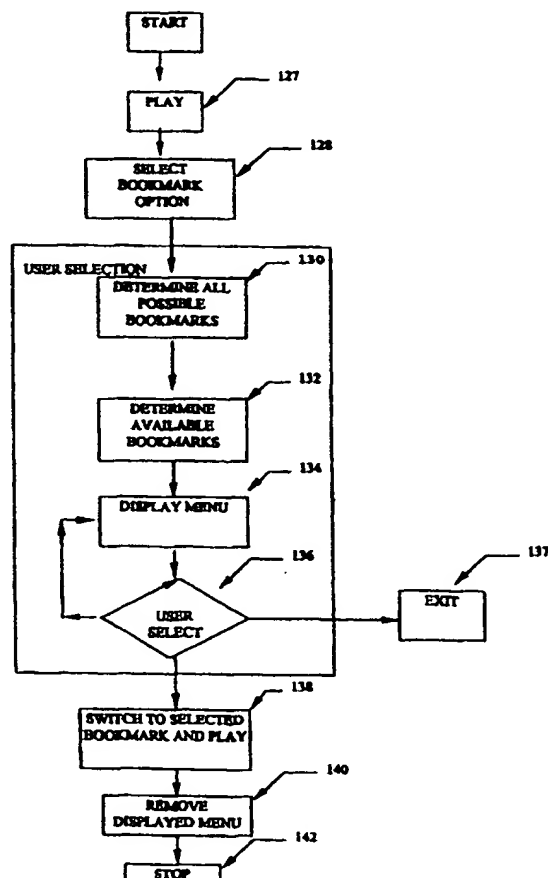 START
127
PLAY
128
SELECT
BOOKMARK
OPTION
130
USER SELECTION
DETERMINE ALL
POSSIBLE
BOOKMARKS
132
DETERMINE
AVAILABLE
BOOKMARKS
134
DISPLAY MENU
136
137
USER
SELECT
EXIT
138
SWITCH TO SELECTED
BOOKMARK AND PLAY
140
REMOVE
DISPLAYED MENU
142
STOP